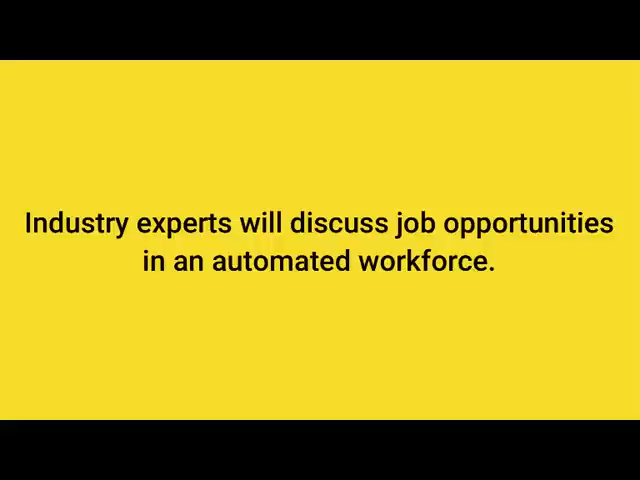 Industry experts will discuss job opportunities
in an automated workforce.